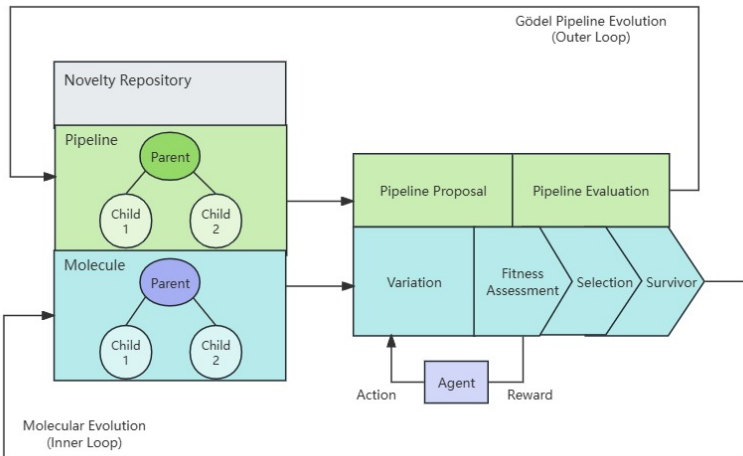 Gödel Pipeline Evolution
(Outer Loop)
Novelty Repository
Pipeline
Parent
Child
1
Child
2
Molecule
Parent
Child
1
Child
2
Pipeline Proposal
Pipeline Evaluation
Variation
Fitness
Assessment
Selection
Survivor
Action
Agent
Reward
Molecular Evolution
(Inner Loop)